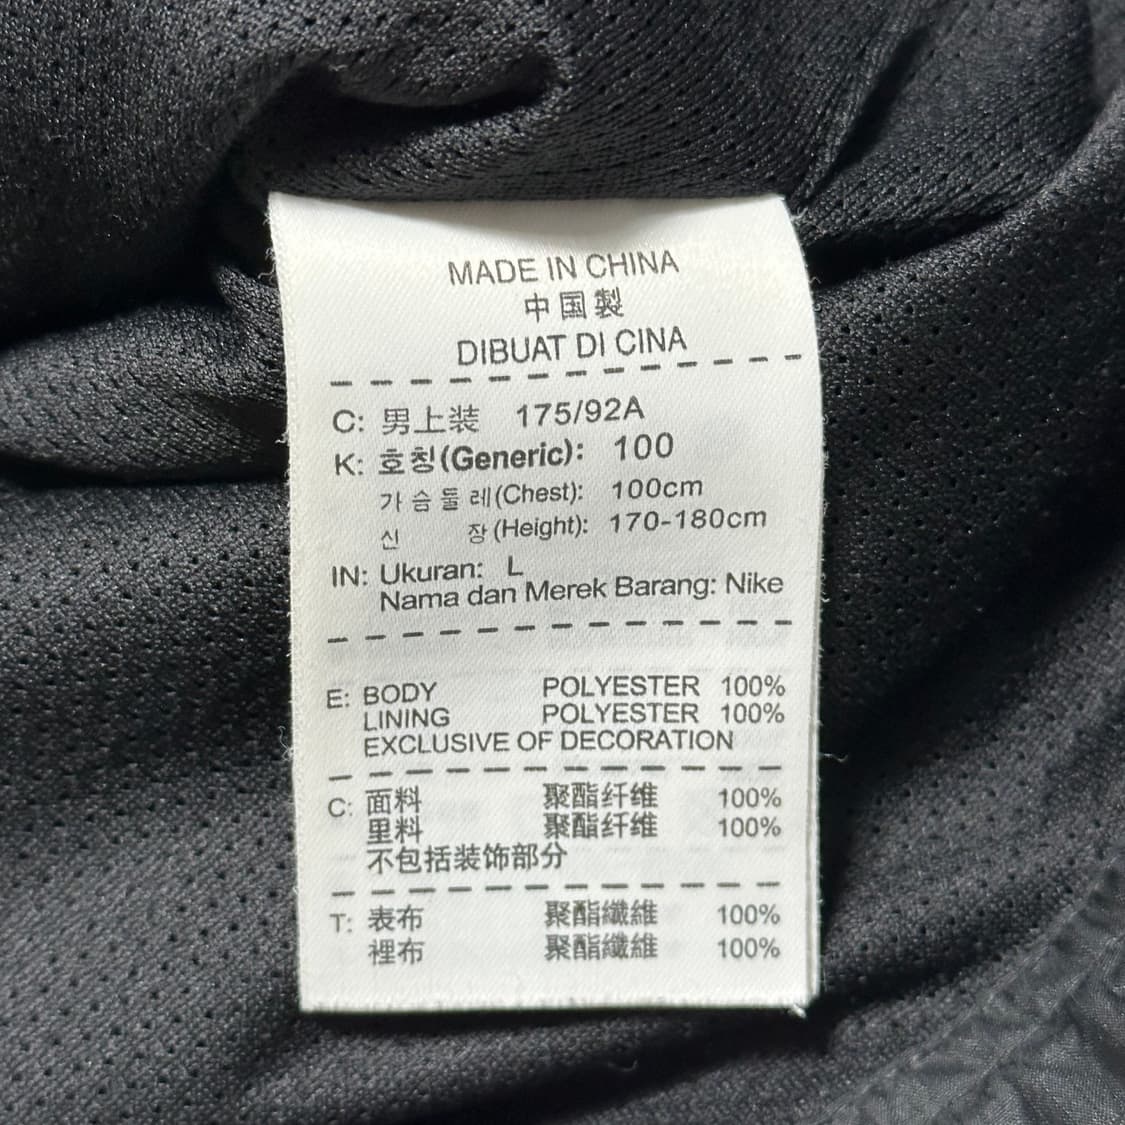 MADE IN CHINA
中国製
DIBUAT DI CINA
C: 男上装 175/92A
K: 호칭(Generic): 100
가슴둘레(Chest): 100cm
신 장(Height): 170-180cm
IN: Ukuran: L
Nama dan Merek Barang: Nike
E: BODY POLYESTER 100%
LINING POLYESTER 100%
EXCLUSIVE OF DECORATION
C: 面料 聚酯纤维 100%
里料 聚酯纤维 100%
不包括装饰部分
T: 表布 聚酯纖維 100%
裡布 聚酯纖維 100%